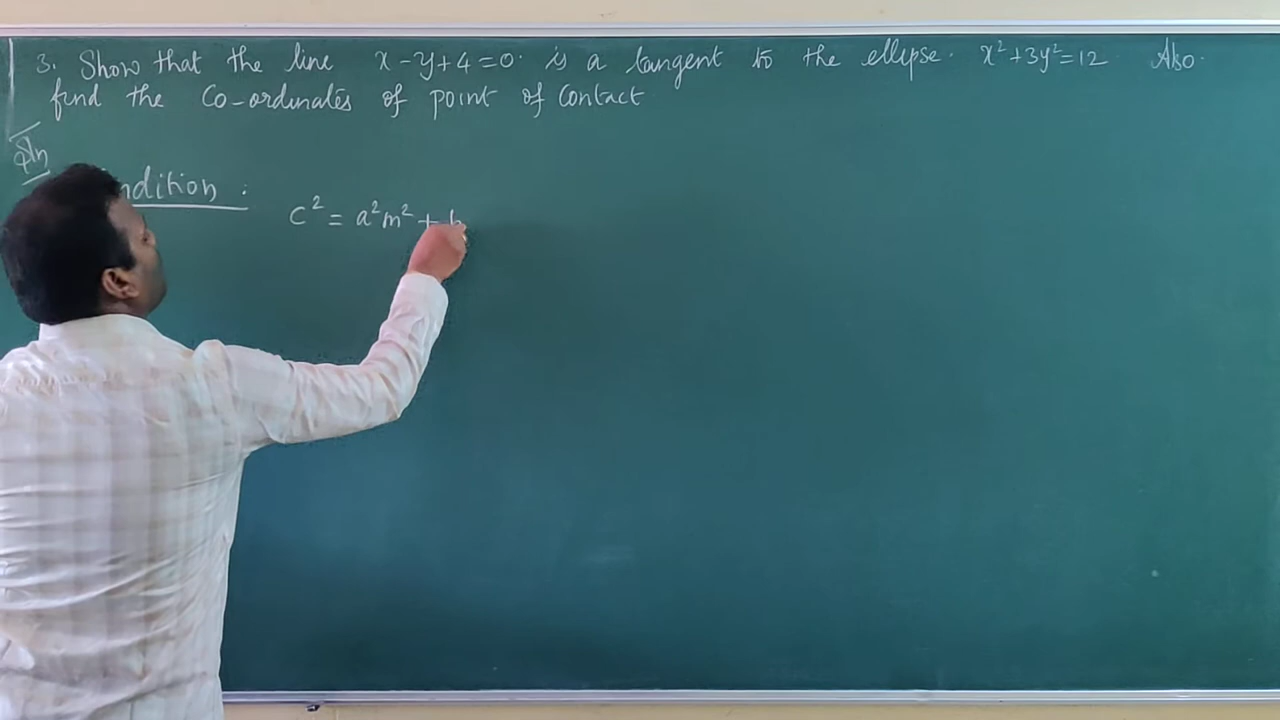 3. Show that the line x - y + 4 = 0. is a tangent to the ellipse. x² + 3y² = 12. Also.
find the Co-ordinates of point of Contact
Soln
ndition :
c² = a²m² + b